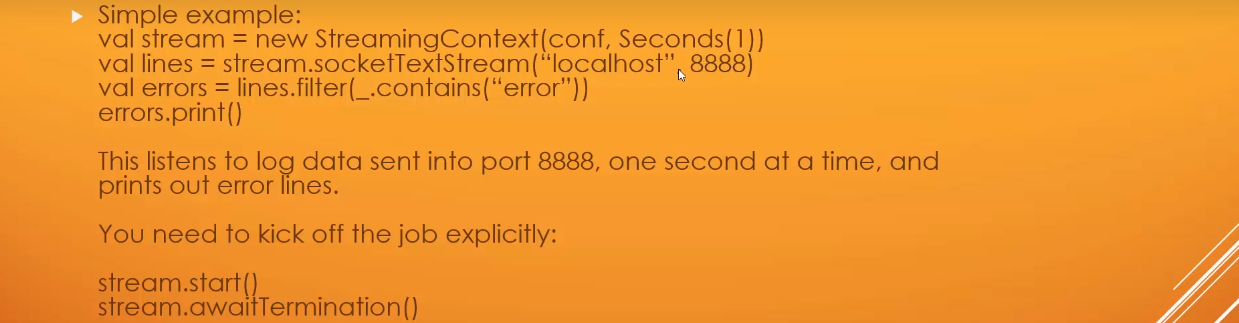 Simple example:
val stream = new StreamingContext(conf, Seconds(1))
val lines = stream.socketTextStream(“localhost”, 8888)
val errors = lines.filter(_.contains(“error”))
errors.print()
This listens to log data sent into port 8888, one second at a time, and
prints out error lines.
You need to kick off the job explicitly:
stream.start()
stream.awaitTermination()